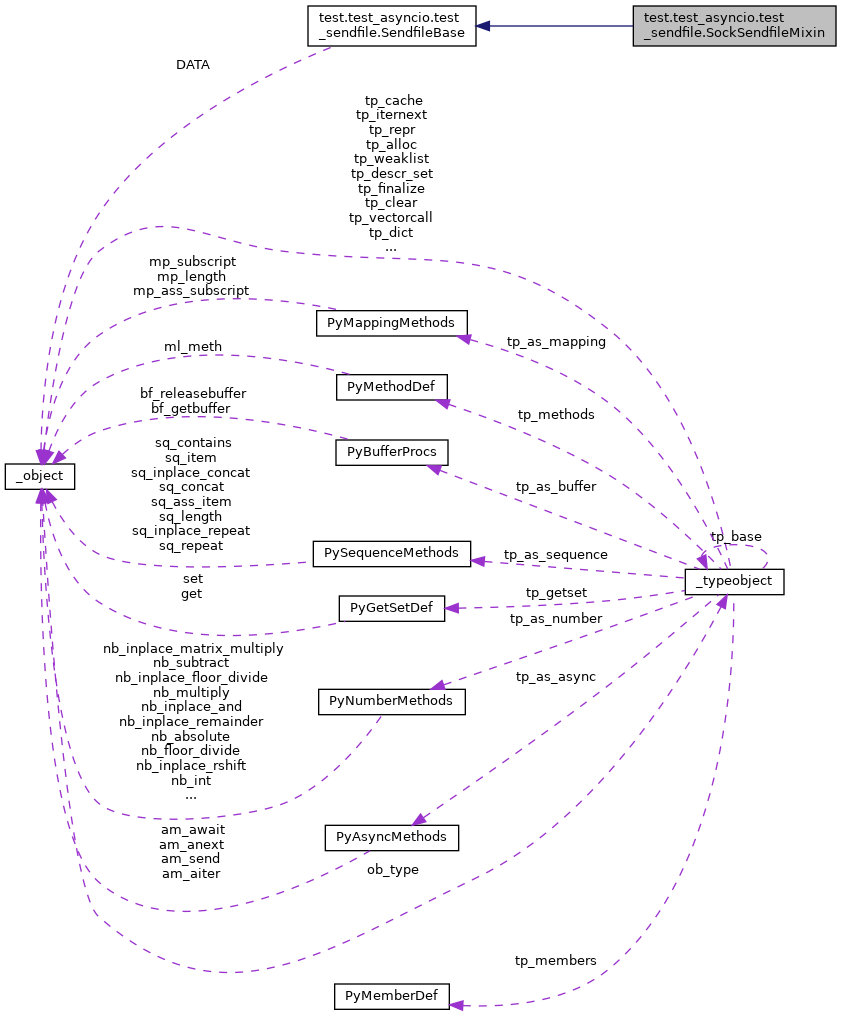 test.test_asyncio.test
_sendfile.SendfileBase
test.test_asyncio.test
_sendfile.SockSendfileMixin
DATA
tp_cache
tp_iternext
tp_repr
tp_alloc
tp_weaklist
tp_descr_set
tp_finalize
tp_clear
tp_vectorcall
tp_dict
...
mp_subscript
mp_length
mp_ass_subscript
PyMappingMethods
tp_as_mapping
ml_meth
PyMethodDef
tp_methods
bf_releasebuffer
bf_getbuffer
PyBufferProcs
sq_contains
sq_item
sq_inplace_concat
sq_concat
sq_ass_item
sq_length
sq_inplace_repeat
sq_repeat
_object
tp_as_buffer
tp_base
PySequenceMethods
tp_as_sequence
_typeobject
set
get
PyGetSetDef
tp_getset
tp_as_number
nb_inplace_matrix_multiply
nb_subtract
nb_inplace_floor_divide
nb_multiply
nb_inplace_and
nb_inplace_remainder
nb_absolute
nb_floor_divide
nb_inplace_rshift
nb_int
...
PyNumberMethods
tp_as_async
am_await
am_anext
am_send
am_aiter
PyAsyncMethods
ob_type
tp_members
PyMemberDef